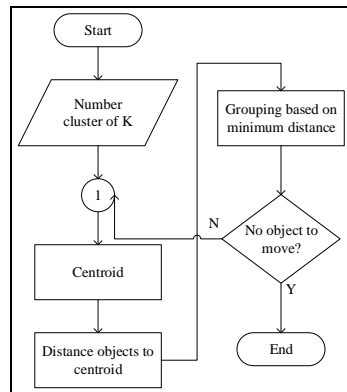 Start
Number
cluster of K
1
Centroid
Distance objects to
centroid
Grouping based on
minimum distance
No object to
move?
N
Y
End